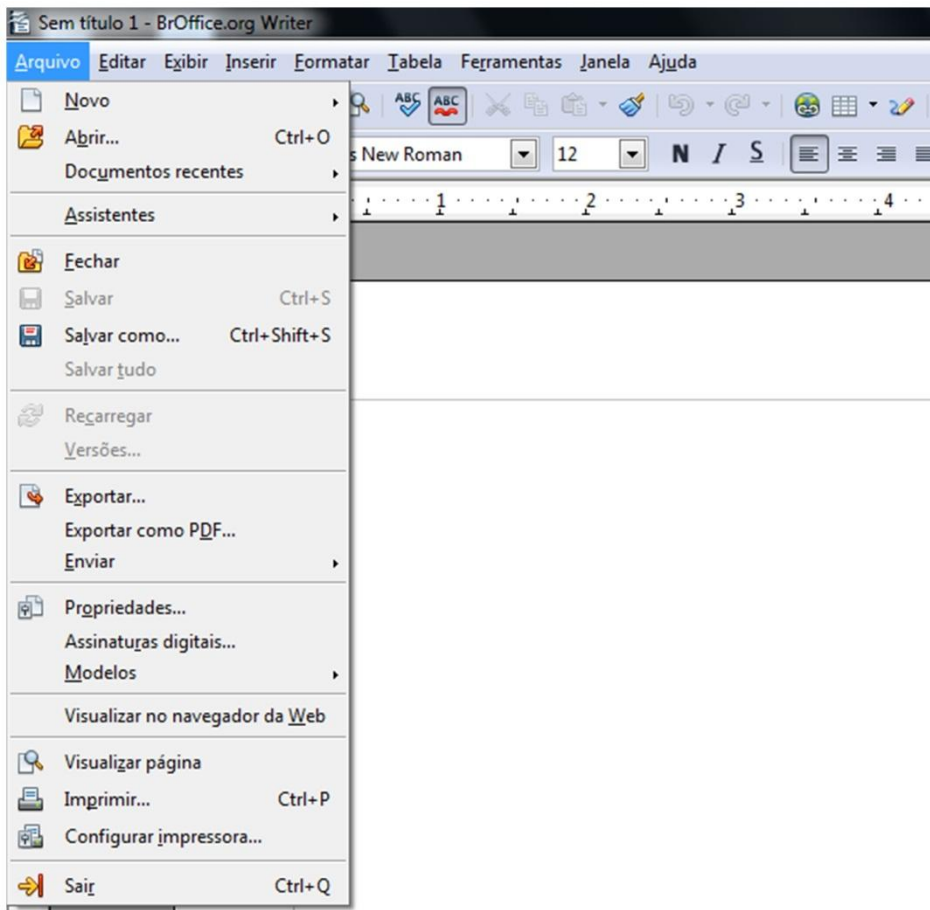 Sem título 1 - BrOffice.org Writer
Arquivo Editar Exibir Inserir Formatar Tabela Ferramentas Janela Ajuda
Novo
Abrir... Ctrl+O
Documentos recentes
Assistentes
Fechar
Salvar Ctrl+S
Salvar como... Ctrl+Shift+S
Salvar tudo
Recarregar
Versões...
Exportar...
Exportar como PDF...
Enviar
Propriedades...
Assinaturas digitais...
Modelos
Visualizar no navegador da Web
Visualizar página
Imprimir... Ctrl+P
Configurar impressora...
Sair Ctrl+Q
ABC ABC
s New Roman 12 N I S
1 2 3 4